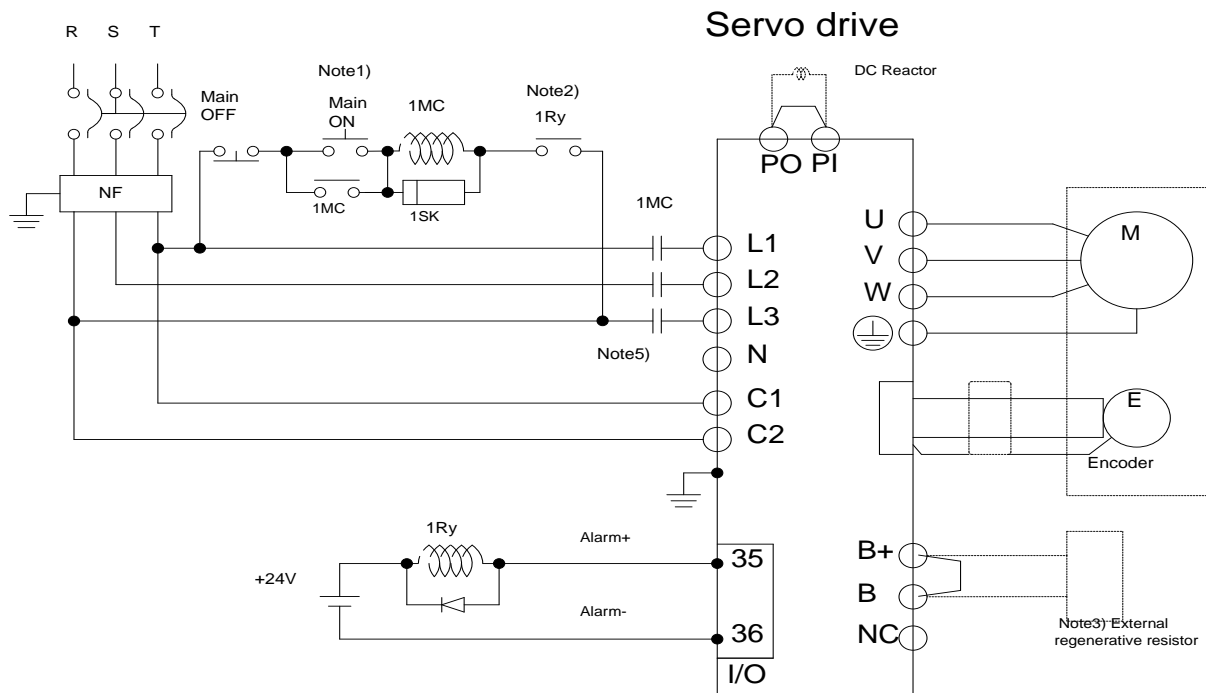 Servo drive
R S T
DC Reactor
Note1)
Main
OFF
Main
ON
1MC
Note2)
1Ry
PO PI
NF
1MC
1SK
1MC
U
M
L1
V
L2
W
L3
Note5)
N
C1
E
C2
Encoder
1Ry
Alarm+
35
B+
+24V
Alarm-
B
36
NC
Note3) External
regenerative resistor
I/O